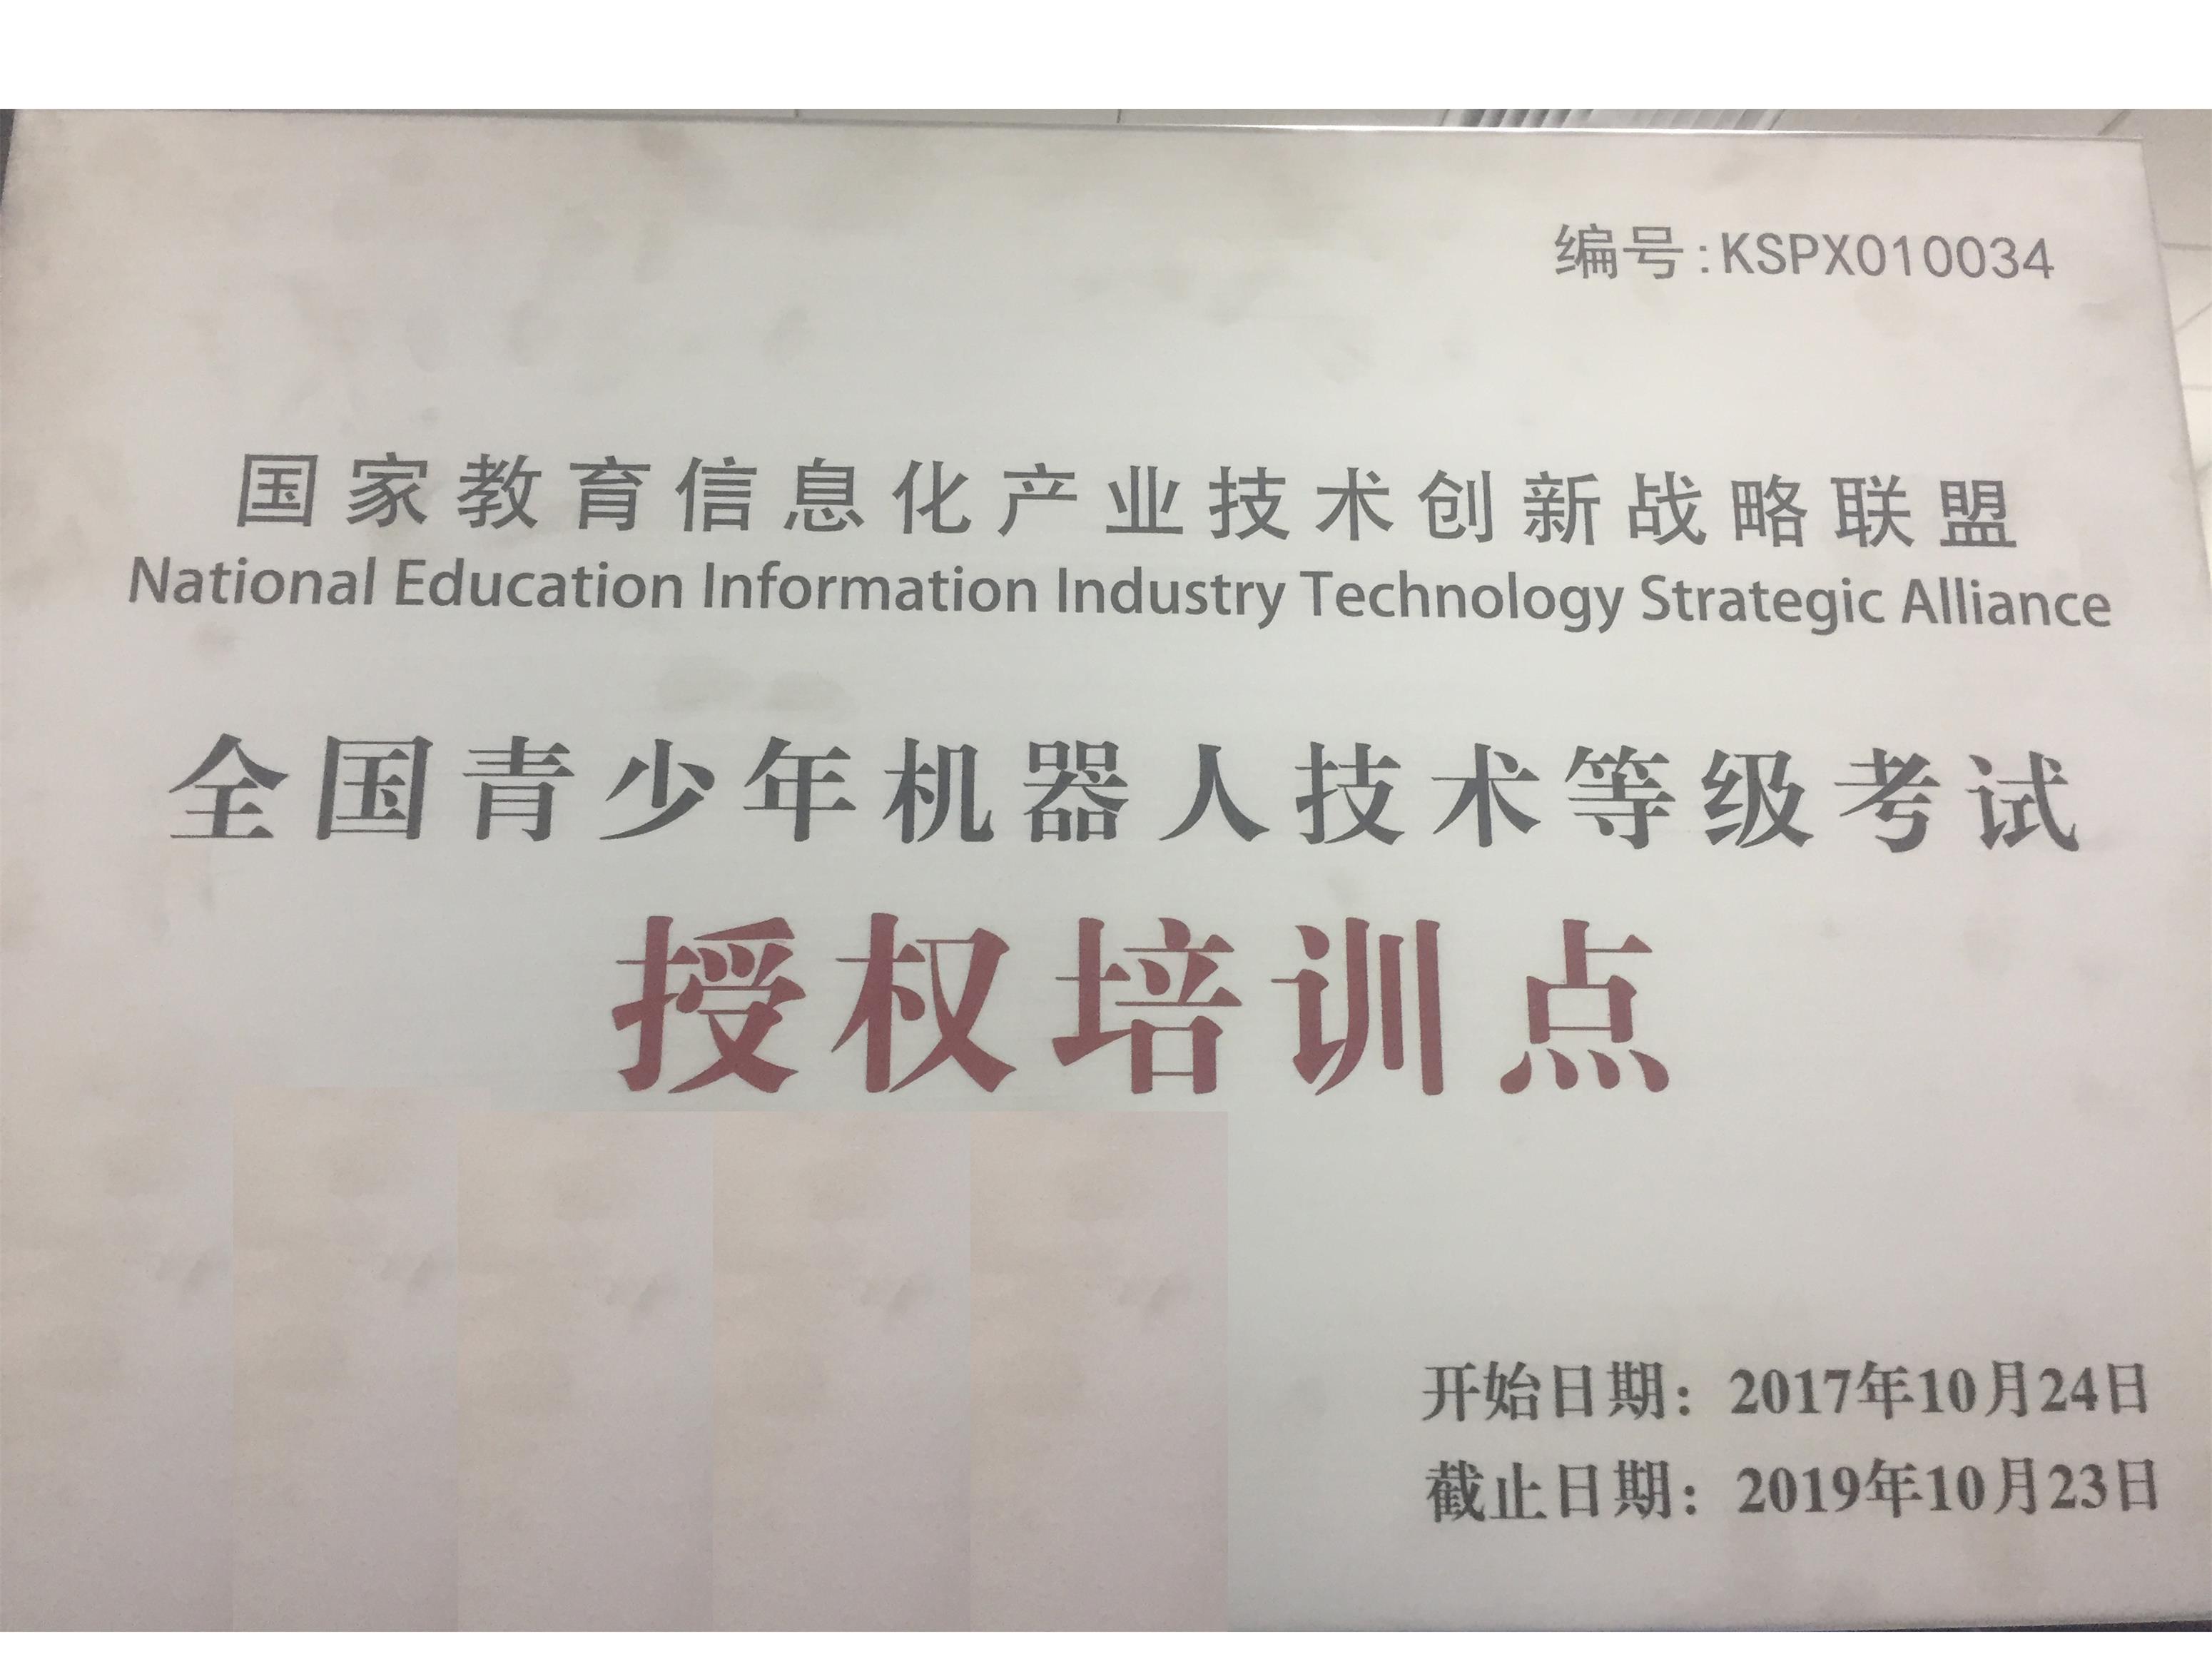 编号:KSPX010034
国家教育信息化产业技术创新战略联盟
National Education Information Industry Technology Strategic Alliance
全国青少年机器人技术等级考试
授权培训点
开始日期：2017年10月24日
截止日期：2019年10月23日